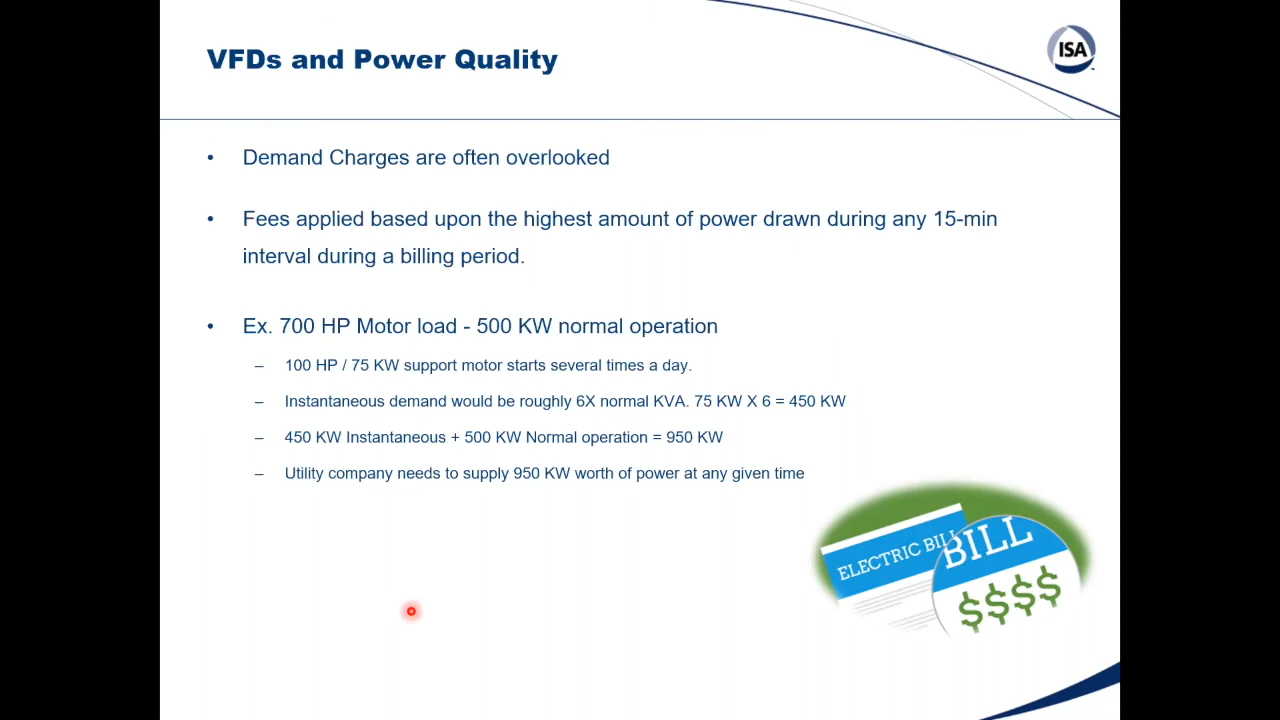 VFDs and Power Quality
ISA
• Demand Charges are often overlooked
• Fees applied based upon the highest amount of power drawn during any 15-min
interval during a billing period.
• Ex. 700 HP Motor load - 500 KW normal operation
– 100 HP / 75 KW support motor starts several times a day.
– Instantaneous demand would be roughly 6X normal KVA. 75 KW X 6 = 450 KW
– 450 KW Instantaneous + 500 KW Normal operation = 950 KW
– Utility company needs to supply 950 KW worth of power at any given time
ELECTRIC BILL
BILL
$$$$